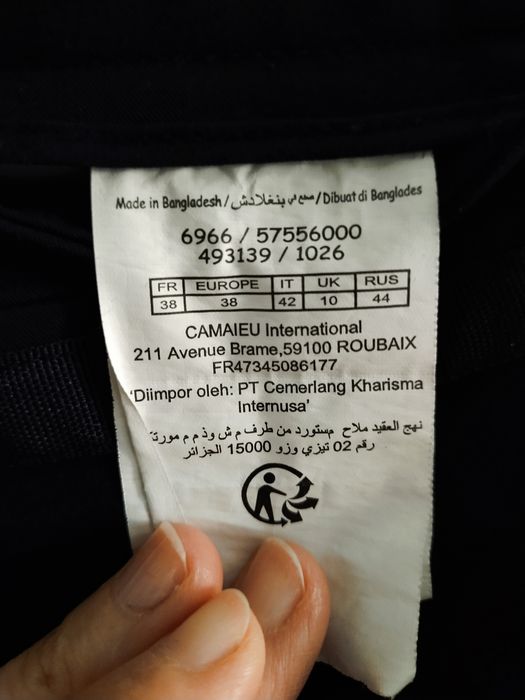 Made in Bangladesh / صنع في بنغلادش / Dibuat di Banglades
6966 / 57556000
493139 / 1026
FR EUROPE IT UK RUS
38 38 42 10 44
CAMAIEU International
211 Avenue Brame,59100 ROUBAIX
FR47345086177
'Diimpor oleh: PT Cemerlang Kharisma
Internusa'
نهج العقيد ملاح مستورد من طرف م ش و ذ م م مورة
رقم 02 تيزي وزو 15000 الجزائر